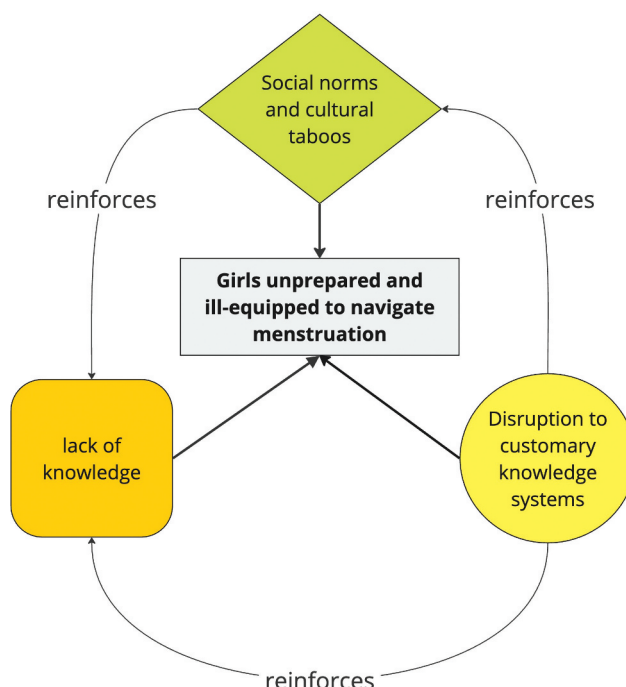 Social norms
and cultural
taboos
reinforces
reinforces
Girls unprepared and
ill-equipped to navigate
menstruation
lack of
knowledge
Disruption to
customary
knowledge
systems
reinforces